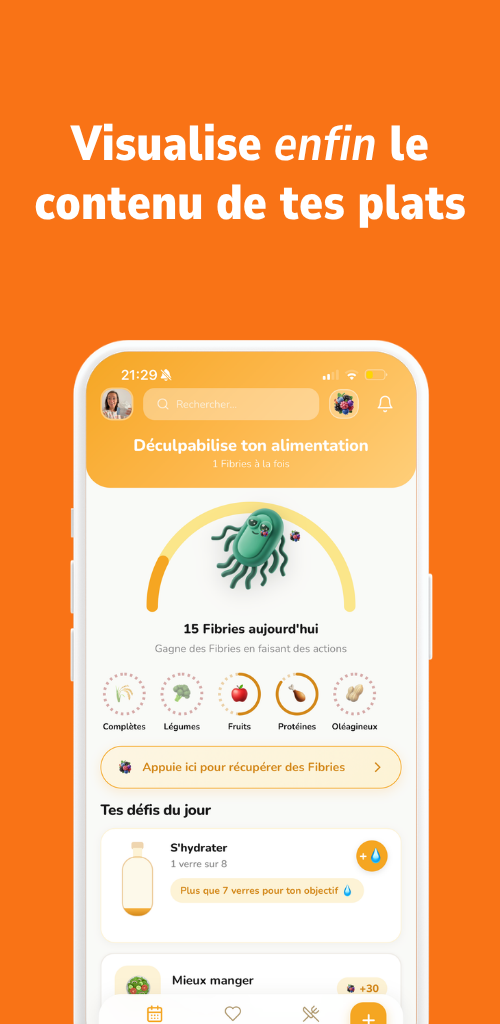 Visualise enfin le
contenu de tes plats
21:29
Rechercher...
Déculpabilise ton alimentation
1 Fibries à la fois
15 Fibries aujourd'hui
Gagne des Fibries en faisant des actions
Complètes Légumes Fruits Protéines Oléagineux
Appuie ici pour récupérer des Fibries
Tes défis du jour
S'hydrater
1 verre sur 8
+
Plus que 7 verres pour ton objectif
Mieux manger
+30
+